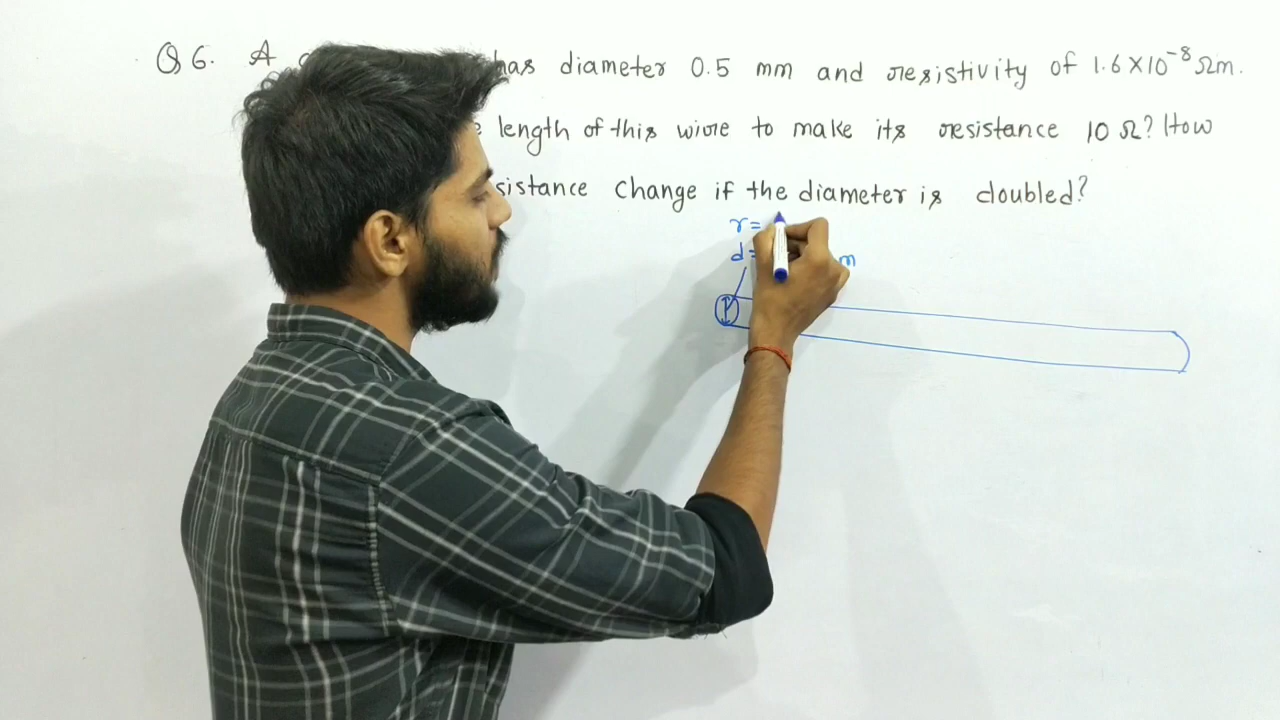 Q 6. A has diameter 0.5 mm and resistivity of 1.6×10⁻⁸ Ωm.
length of this wire to make its resistance 10 Ω? How
sistance change if the diameter is doubled?
r=
d= m